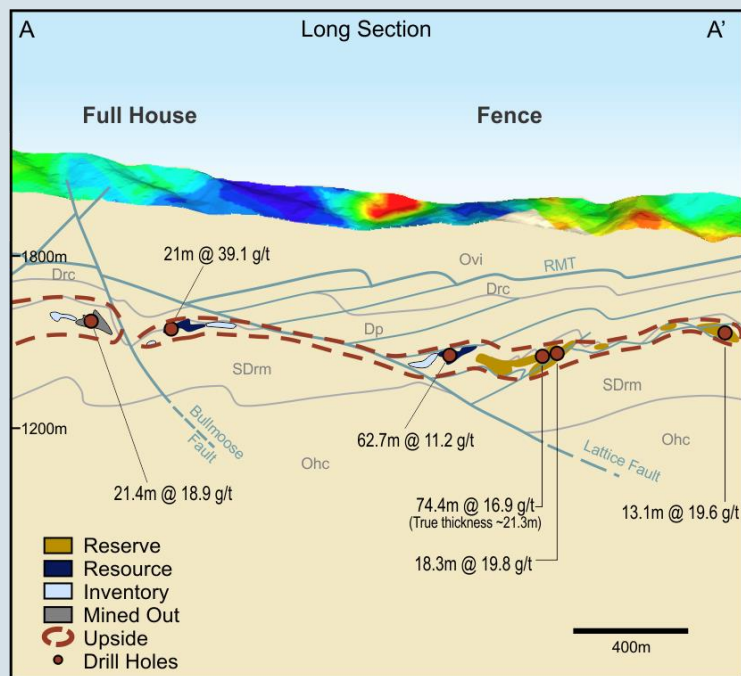 A
Long Section
A'
Full House
Fence
1800m
21m @ 39.1 g/t
Ovi
RMT
Drc
Drc
Dp
SDrm
SDrm
1200m
Bullmoose
Fault
62.7m @ 11.2 g/t
Ohc
Ohc
Lattice Fault
21.4m @ 18.9 g/t
74.4m @ 16.9 g/t
(True thickness ~21.3m)
13.1m @ 19.6 g/t
18.3m @ 19.8 g/t
Reserve
Resource
Inventory
Mined Out
Upside
Drill Holes
400m